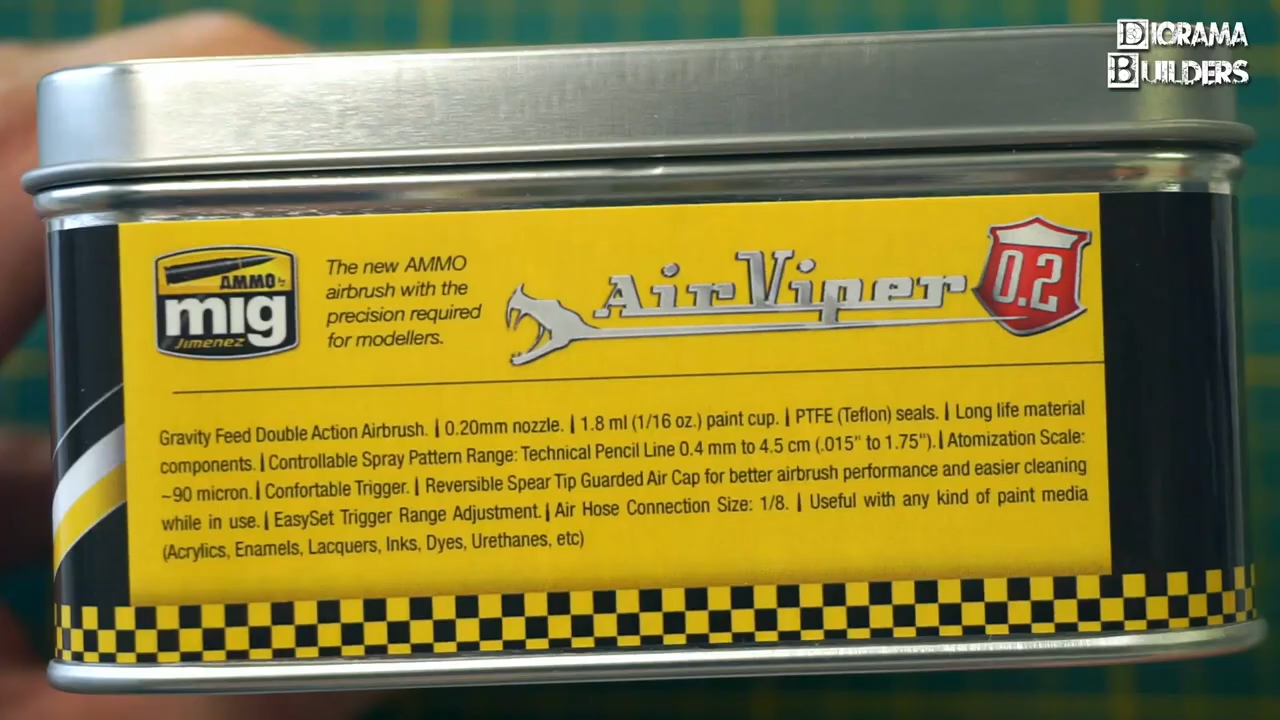 DIORAMA
BUILDERS
AMMO by
mig
Jimenez
The new AMMO
airbrush with the
precision required
for modellers.
AirViper
0.2
Gravity Feed Double Action Airbrush. | 0.20mm nozzle. | 1.8 ml (1/16 oz.) paint cup. | PTFE (Teflon) seals. | Long life material
components. | Controllable Spray Pattern Range: Technical Pencil Line 0.4 mm to 4.5 cm (.015" to 1.75"). | Atomization Scale:
~90 micron. | Confortable Trigger. | Reversible Spear Tip Guarded Air Cap for better airbrush performance and easier cleaning
while in use. | EasySet Trigger Range Adjustment. | Air Hose Connection Size: 1/8. | Useful with any kind of paint media
(Acrylics, Enamels, Lacquers, Inks, Dyes, Urethanes, etc)